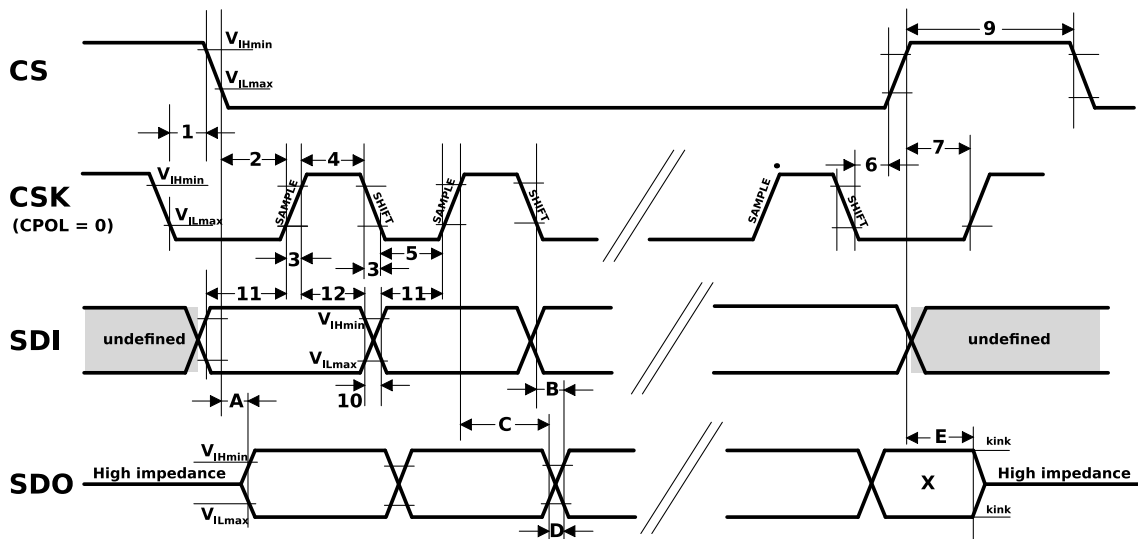 CS
V_IHmin
V_ILmax
9
1
2
4
6
7
CSK
(CPOL = 0)
V_IHmin
V_ILmax
SAMPLE
SHIFT
SAMPLE
SHIFT
SAMPLE
3
3
5
11
12
11
SDI
undefined
V_IHmin
V_ILmax
undefined
10
A
B
C
E
SDO
V_IHmin
High impedance
V_ILmax
D
X
kink
High impedance
kink